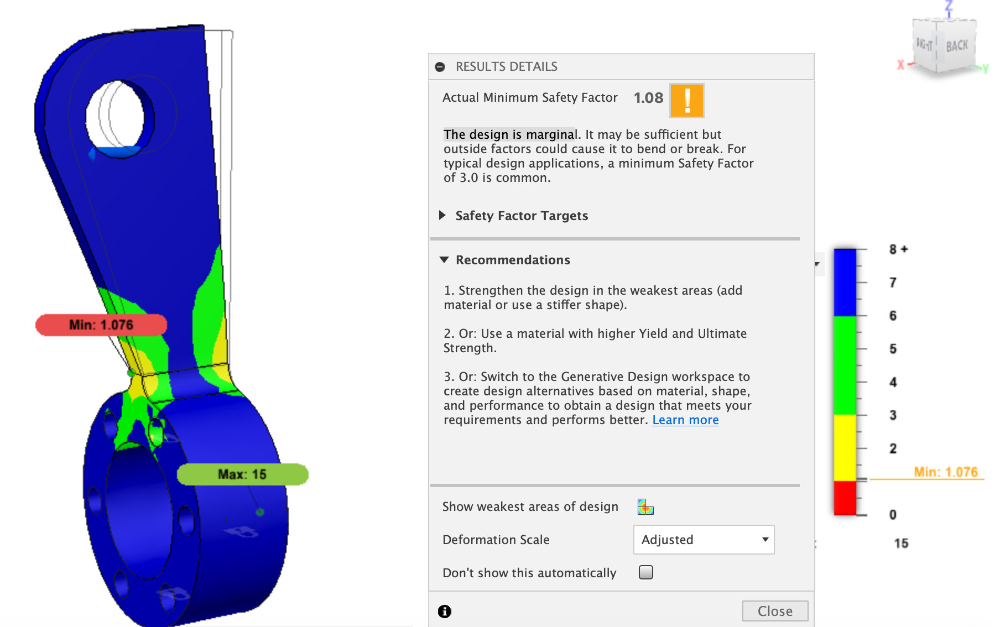 Z
RIGHT
BACK
X
Y
RESULTS DETAILS
Actual Minimum Safety Factor 1.08 !
The design is marginal. It may be sufficient but
outside factors could cause it to bend or break. For
typical design applications, a minimum Safety Factor
of 3.0 is common.
Safety Factor Targets
Recommendations
1. Strengthen the design in the weakest areas (add
material or use a stiffer shape).
2. Or: Use a material with higher Yield and Ultimate
Strength.
3. Or: Switch to the Generative Design workspace to
create design alternatives based on material, shape,
and performance to obtain a design that meets your
requirements and performs better. Learn more
Show weakest areas of design
Deformation Scale Adjusted
Don't show this automatically
Close
Min: 1.076
Max: 15
8 +
7
6
5
4
3
2
Min: 1.076
0
15